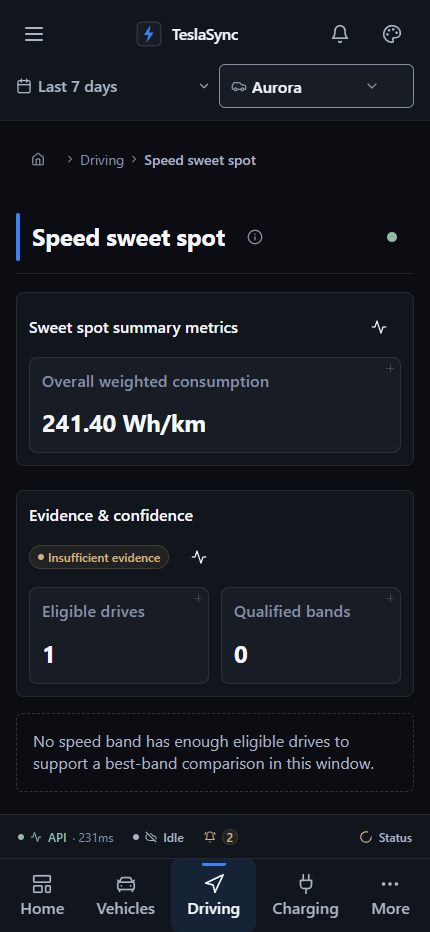 TeslaSync
Last 7 days
Aurora
Driving
Speed sweet spot
Speed sweet spot
Sweet spot summary metrics
Overall weighted consumption
241.40 Wh/km
Evidence & confidence
Insufficient evidence
Eligible drives
Qualified bands
1
0
No speed band has enough eligible drives to
support a best-band comparison in this window.
API · 231ms
Idle
2
Status
Home
Vehicles
Driving
Charging
More